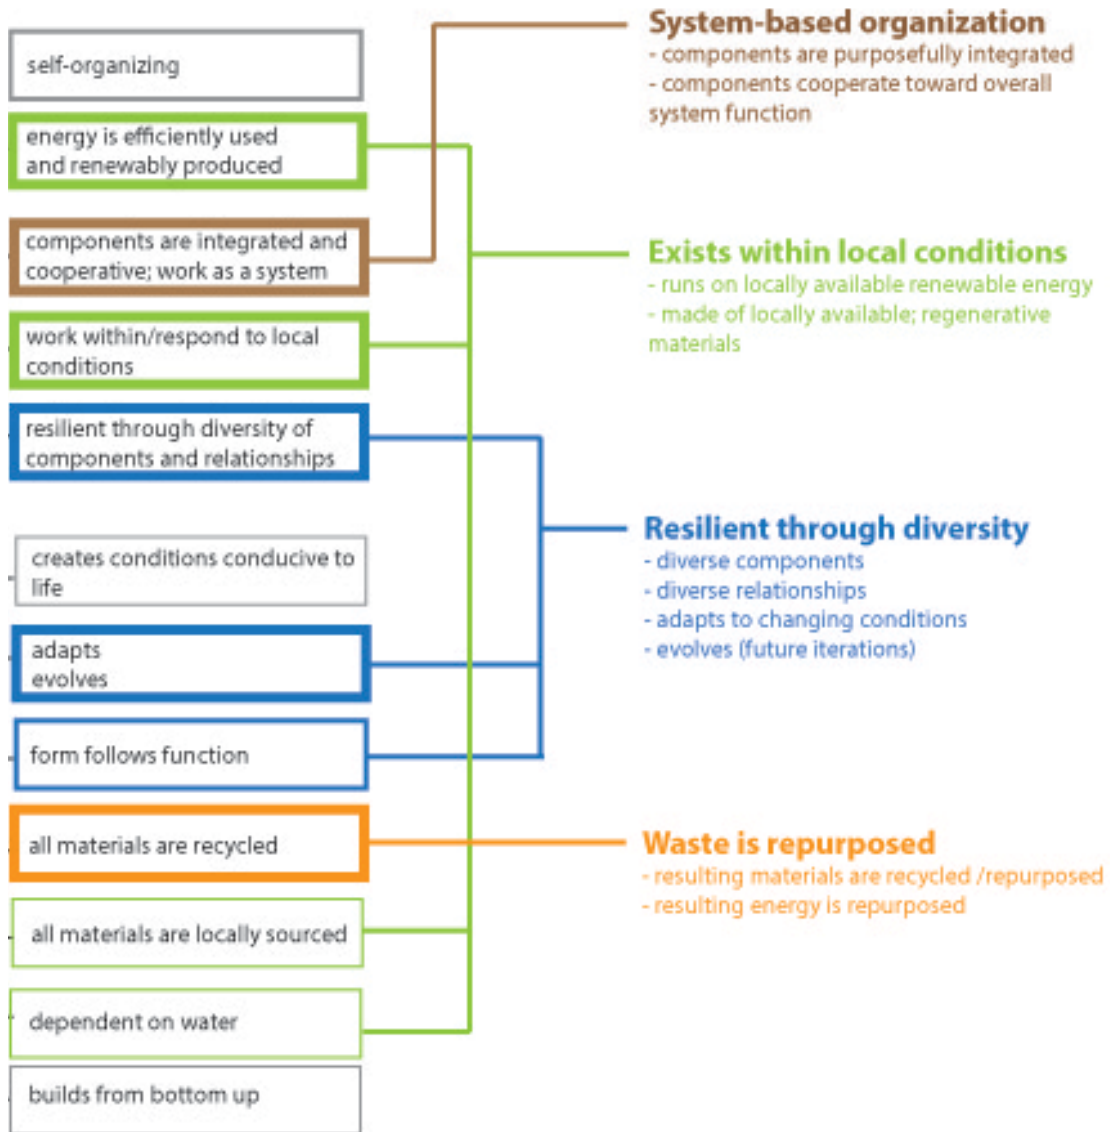 self-organizing
energy is efficiently used
and renewably produced
components are integrated and
cooperative; work as a system
work within/respond to local
conditions
resilient through diversity of
components and relationships
creates conditions conducive to
life
adapts
evolves
form follows function
all materials are recycled
all materials are locally sourced
dependent on water
builds from bottom up
System-based organization
- components are purposefully integrated
- components cooperate toward overall
system function
Exists within local conditions
- runs on locally available renewable energy
- made of locally available; regenerative
materials
Resilient through diversity
- diverse components
- diverse relationships
- adapts to changing conditions
- evolves (future iterations)
Waste is repurposed
- resulting materials are recycled /repurposed
- resulting energy is repurposed